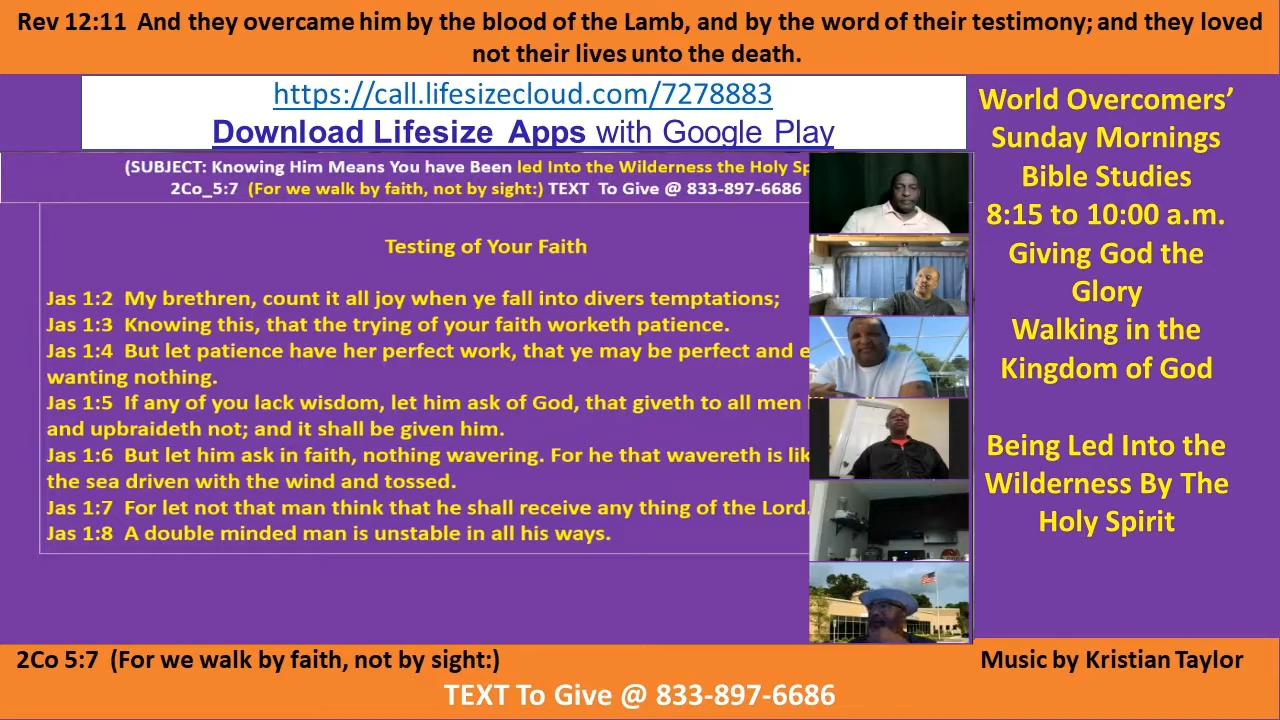 Rev 12:11  And they overcame him by the blood of the Lamb, and by the word of their testimony; and they loved
not their lives unto the death.
https://call.lifesizecloud.com/7278883
Download Lifesize Apps with Google Play
(SUBJECT: Knowing Him Means You have Been led Into the Wilderness the Holy Sp
2Co_5:7  (For we walk by faith, not by sight:) TEXT  To Give @ 833-897-6686
Testing of Your Faith
Jas 1:2  My brethren, count it all joy when ye fall into divers temptations;
Jas 1:3  Knowing this, that the trying of your faith worketh patience.
Jas 1:4  But let patience have her perfect work, that ye may be perfect and e
wanting nothing.
Jas 1:5  If any of you lack wisdom, let him ask of God, that giveth to all men
and upbraideth not; and it shall be given him.
Jas 1:6  But let him ask in faith, nothing wavering. For he that wavereth is lik
the sea driven with the wind and tossed.
Jas 1:7  For let not that man think that he shall receive any thing of the Lord.
Jas 1:8  A double minded man is unstable in all his ways.
World Overcomers'
Sunday Mornings
Bible Studies
8:15 to 10:00 a.m.
Giving God the
Glory
Walking in the
Kingdom of God
Being Led Into the
Wilderness By The
Holy Spirit
2Co 5:7  (For we walk by faith, not by sight:)
Music by Kristian Taylor
TEXT To Give @ 833-897-6686